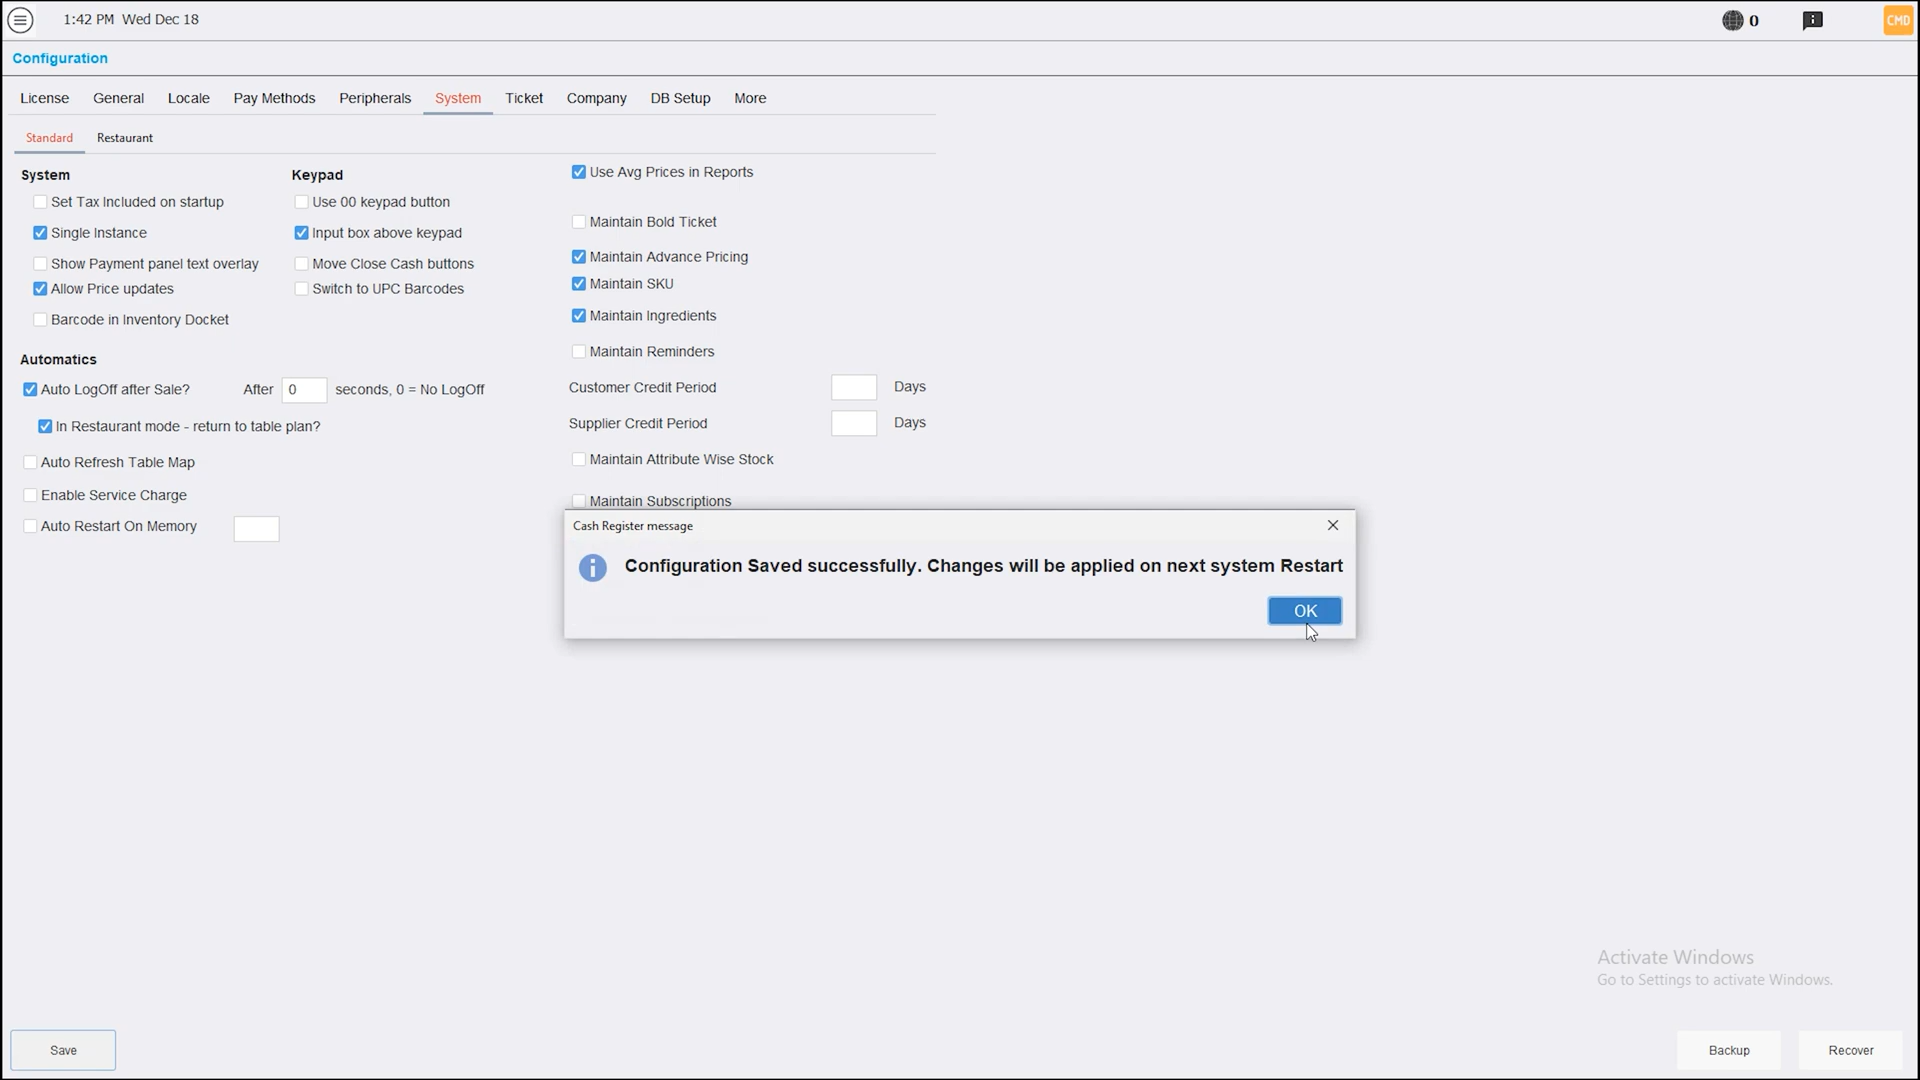 1:42 PM Wed Dec 18
0
CMD
Configuration
License General Locale Pay Methods Peripherals System Ticket Company DB Setup More
Standard Restaurant
System
Set Tax Included on startup
Single Instance
Show Payment panel text overlay
Allow Price updates
Barcode in Inventory Docket
Keypad
Use 00 keypad button
Input box above keypad
Move Close Cash buttons
Switch to UPC Barcodes
Automatics
Auto LogOff after Sale? After 0 seconds, 0 = No LogOff
In Restaurant mode - return to table plan?
Auto Refresh Table Map
Enable Service Charge
Auto Restart On Memory
Use Avg Prices in Reports
Maintain Bold Ticket
Maintain Advance Pricing
Maintain SKU
Maintain Ingredients
Maintain Reminders
Customer Credit Period Days
Supplier Credit Period Days
Maintain Attribute Wise Stock
Maintain Subscriptions
Cash Register message
Configuration Saved successfully. Changes will be applied on next system Restart
OK
Activate Windows
Go to Settings to activate Windows.
Save Backup Recover